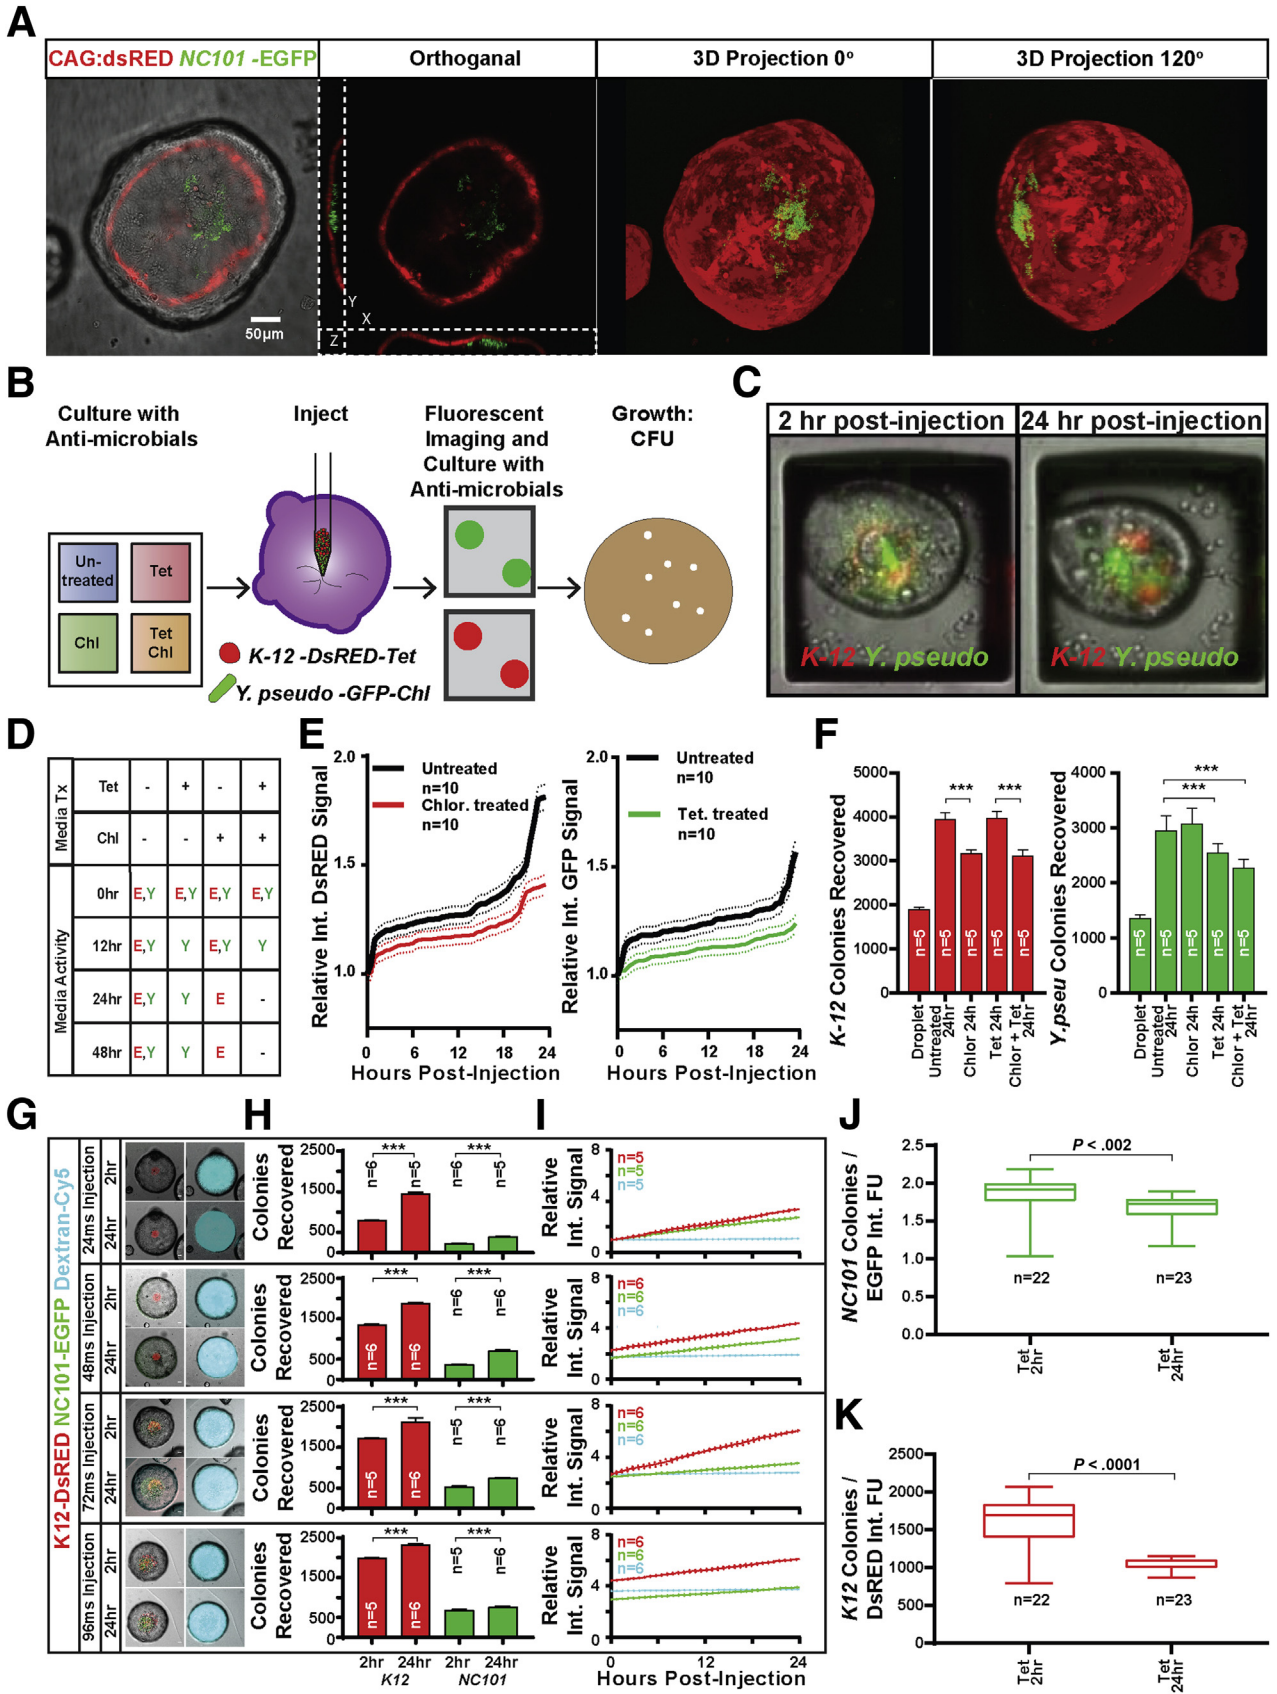 A
CAG:dsRED NC101 -EGFP
Orthoganal
3D Projection 0º
3D Projection 120º
50µm
Y
X
Z
B
Culture with
Anti-microbials
Inject
Fluorescent
Imaging and
Culture with
Anti-microbials
Growth:
CFU
Un-
treated
Tet
Chl
Tet
Chl
K-12 -DsRED-Tet
Y. pseudo -GFP-Chl
C
2 hr post-injection
24 hr post-injection
K-12 Y. pseudo
K-12 Y. pseudo
D
Media Tx
Tet - + - +
Chl - - + +
Media Activity
0hr E,Y E,Y E,Y E,Y
12hr E,Y Y E,Y Y
24hr E,Y Y E -
48hr E,Y Y E -
E
Relative Int. DsRED Signal
2.0
1.5
1.0
Untreated
n=10
Chlor. treated
n=10
0 6 12 18 24
Hours Post-Injection
Relative Int. GFP Signal
2.0
1.5
1.0
Untreated
n=10
Tet. treated
n=10
0 6 12 18 24
Hours Post-Injection
F
K-12 Colonies Recovered
5000
4000
3000
2000
1000
0
*** ***
n=5 n=5 n=5 n=5 n=5
Droplet
Untreated 24hr
Chlor 24h
Tet 24h
Chlor + Tet 24hr
Y.pseu Colonies Recovered
4000
3000
2000
1000
0
***
***
n=5 n=5 n=5 n=5 n=5
Droplet
Untreated 24hr
Chlor 24h
Tet 24h
Chlor + Tet 24hr
G
K12-DsRED NC101-EGFP Dextran-Cy5
24ms Injection
2hr
24hr
48ms Injection
2hr
24hr
72ms Injection
2hr
24hr
96ms Injection
2hr
24hr
H
Colonies
Recovered
2500
1500
500
0
*** ***
n=6 n=5 n=6 n=5
Colonies
Recovered
2500
1500
500
0
*** ***
n=6 n=6 n=6 n=6
Colonies
Recovered
2500
1500
500
0
*** ***
n=5 n=6 n=5 n=6
Colonies
Recovered
2500
1500
500
0
*** ***
n=5 n=6 n=5 n=6
2hr 24hr 2hr 24hr
K12 NC101
I
Relative
Int. Signal
8
4
0
n=5
n=5
n=5
Relative
Int. Signal
8
4
0
n=6
n=6
n=6
Relative
Int. Signal
8
4
0
n=6
n=6
n=6
Relative
Int. Signal
8
4
0
n=6
n=6
n=6
0 12 24
Hours Post-Injection
J
NC101 Colonies /
EGFP Int. FU
2.5
2.0
1.5
1.0
0.5
0.0
P < .002
n=22 n=23
Tet
2hr
Tet
24hr
K
K12 Colonies /
DsRED Int. FU
2500
2000
1500
1000
500
0
P < .0001
n=22 n=23
Tet
2hr
Tet
24hr